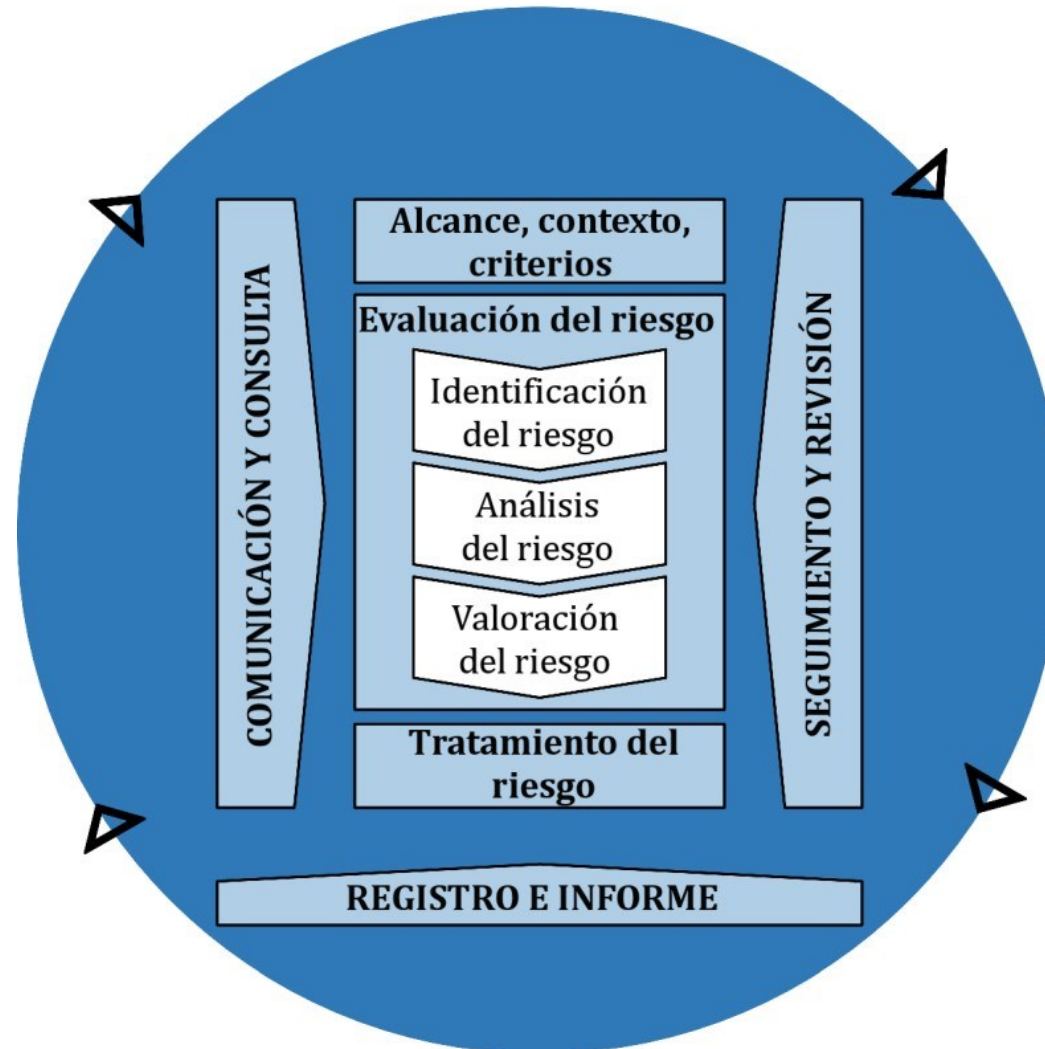 COMUNICACIÓN Y CONSULTA
Alcance, contexto,
criterios
Evaluación del riesgo
Identificación
del riesgo
Análisis
del riesgo
Valoración
del riesgo
Tratamiento del
riesgo
SEGUIMIENTO Y REVISIÓN
REGISTRO E INFORME